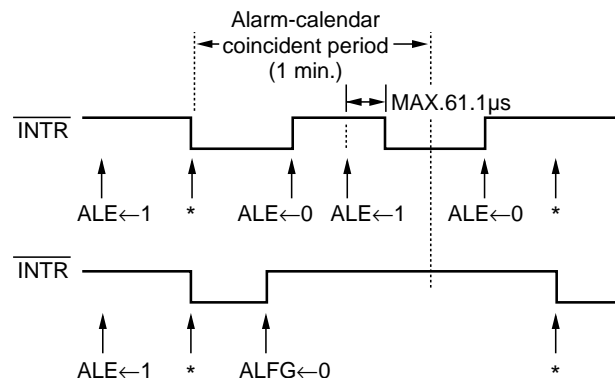 Alarm-calendar
coincident period
(1 min.)
MAX.61.1µs
INTR
ALE←1
*
ALE←0
ALE←1
ALE←0
*
INTR
ALE←1
*
ALFG←0
*